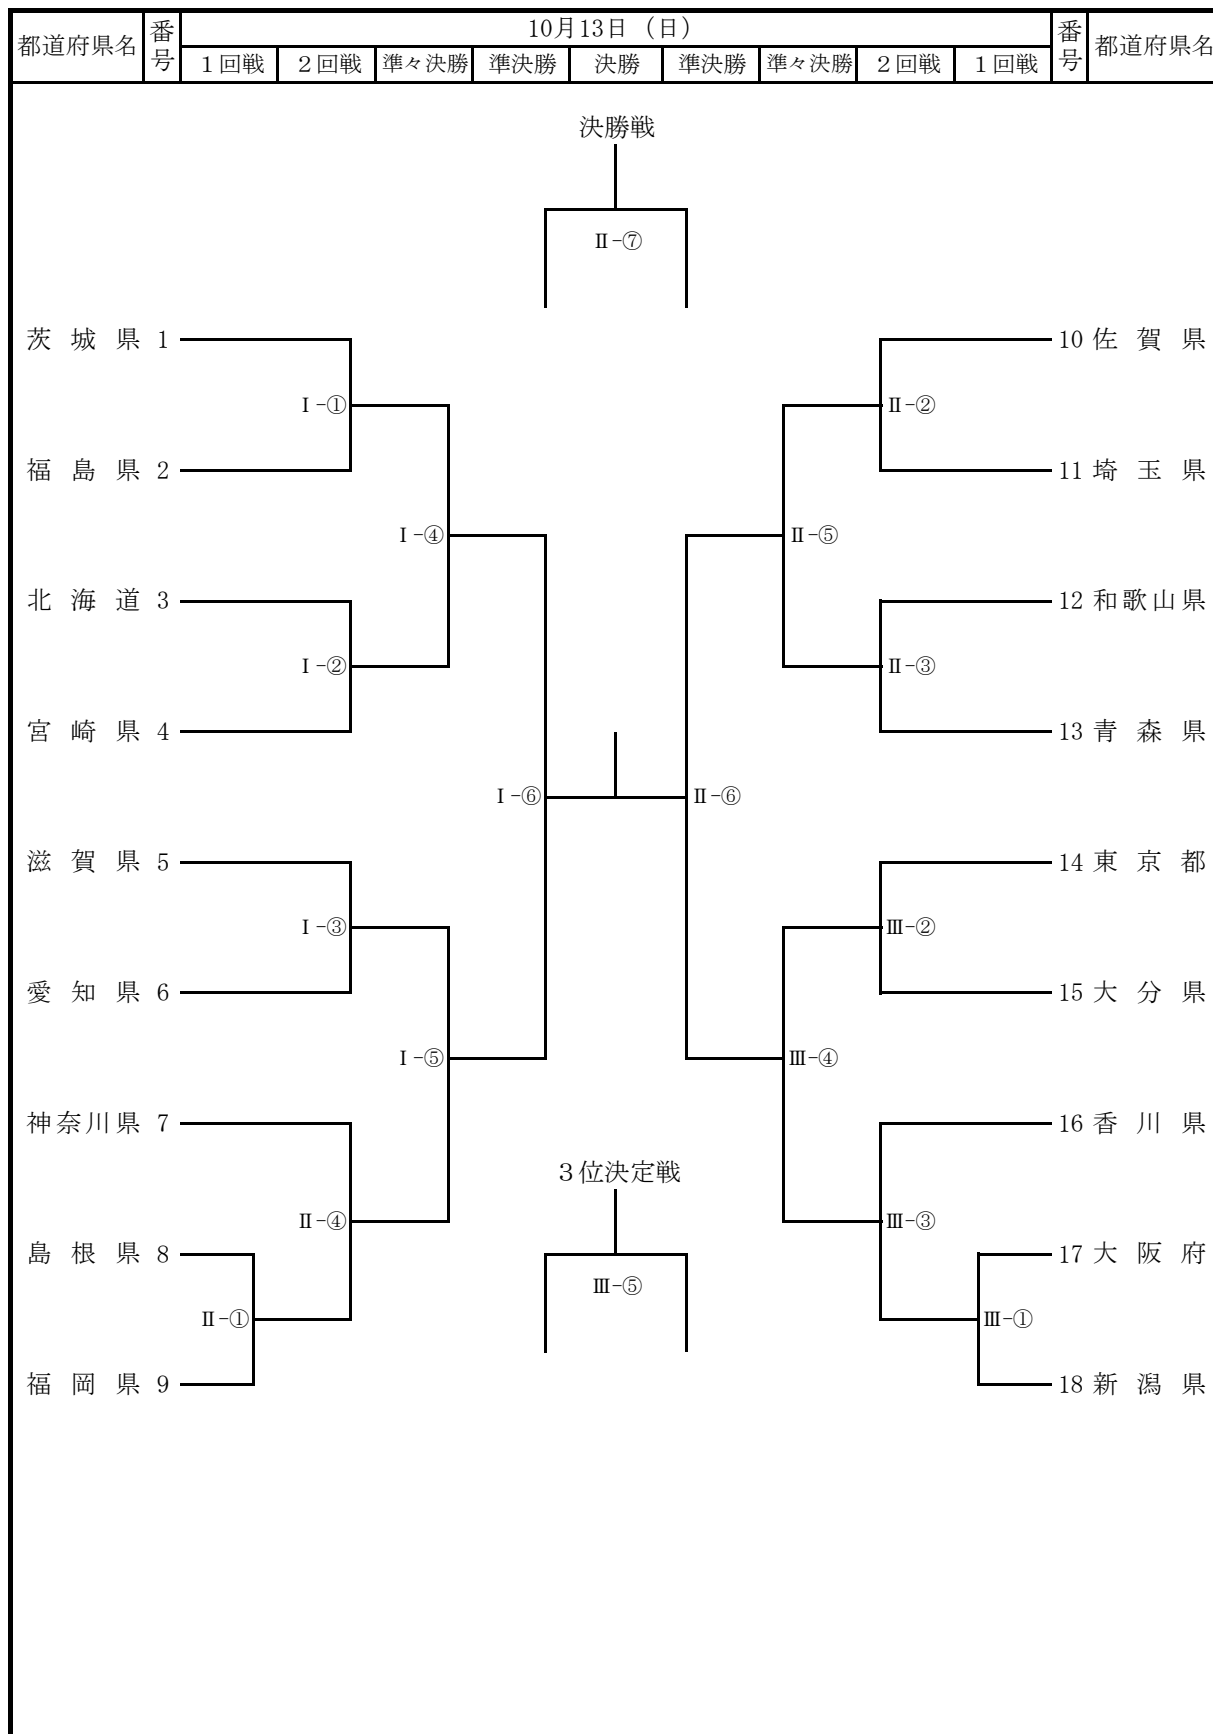 都道府県名 番号 10月13日（日） 番号 都道府県名
１回戦 ２回戦 準々決勝 準決勝 決勝 準決勝 準々決勝 ２回戦 １回戦
決勝戦
Ⅱ-⑦
茨城県 1 10 佐賀県
Ⅰ-① Ⅱ-②
福島県 2 11 埼玉県
Ⅰ-④ Ⅱ-⑤
北海道 3 12 和歌山県
Ⅰ-② Ⅱ-③
宮崎県 4 13 青森県
Ⅰ-⑥ Ⅱ-⑥
滋賀県 5 14 東京都
Ⅰ-③ Ⅲ-②
愛知県 6 15 大分県
Ⅰ-⑤ Ⅲ-④
神奈川県 7 16 香川県
３位決定戦
Ⅱ-④ Ⅲ-③
島根県 8 17 大阪府
Ⅲ-⑤
Ⅱ-① Ⅲ-①
福岡県 9 18 新潟県